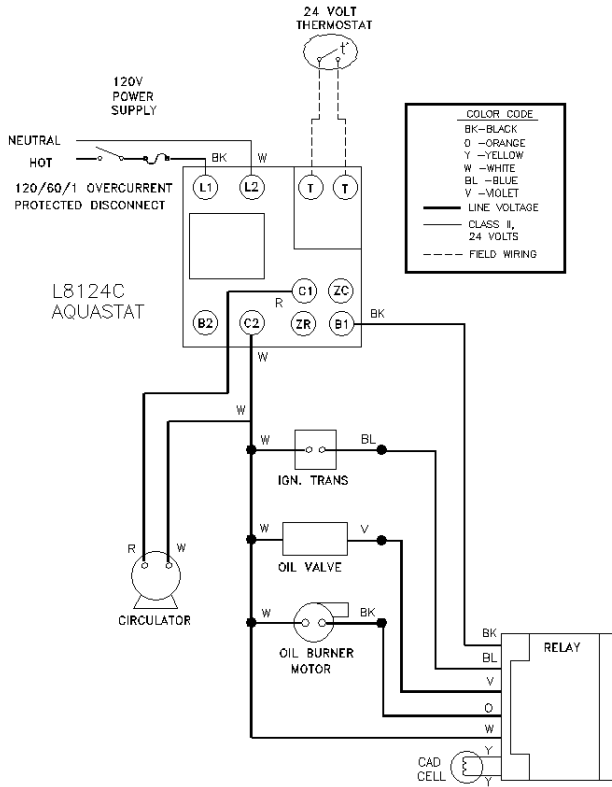 24 VOLT
THERMOSTAT
t°
120V
POWER
SUPPLY
NEUTRAL
HOT
BK
W
120/60/1 OVERCURRENT
PROTECTED DISCONNECT
L1
L2
T
T
COLOR CODE
BK-BLACK
O -ORANGE
Y -YELLOW
W -WHITE
BL -BLUE
V -VIOLET
LINE VOLTAGE
CLASS II,
24 VOLTS
FIELD WIRING
L8124C
AQUASTAT
R
C1
ZC
B2
C2
ZR
B1
BK
W
W
W
BL
IGN. TRANS
W
V
OIL VALVE
R
W
CIRCULATOR
W
BK
OIL BURNER
MOTOR
BK
RELAY
BL
V
O
W
CAD
CELL
Y
Y